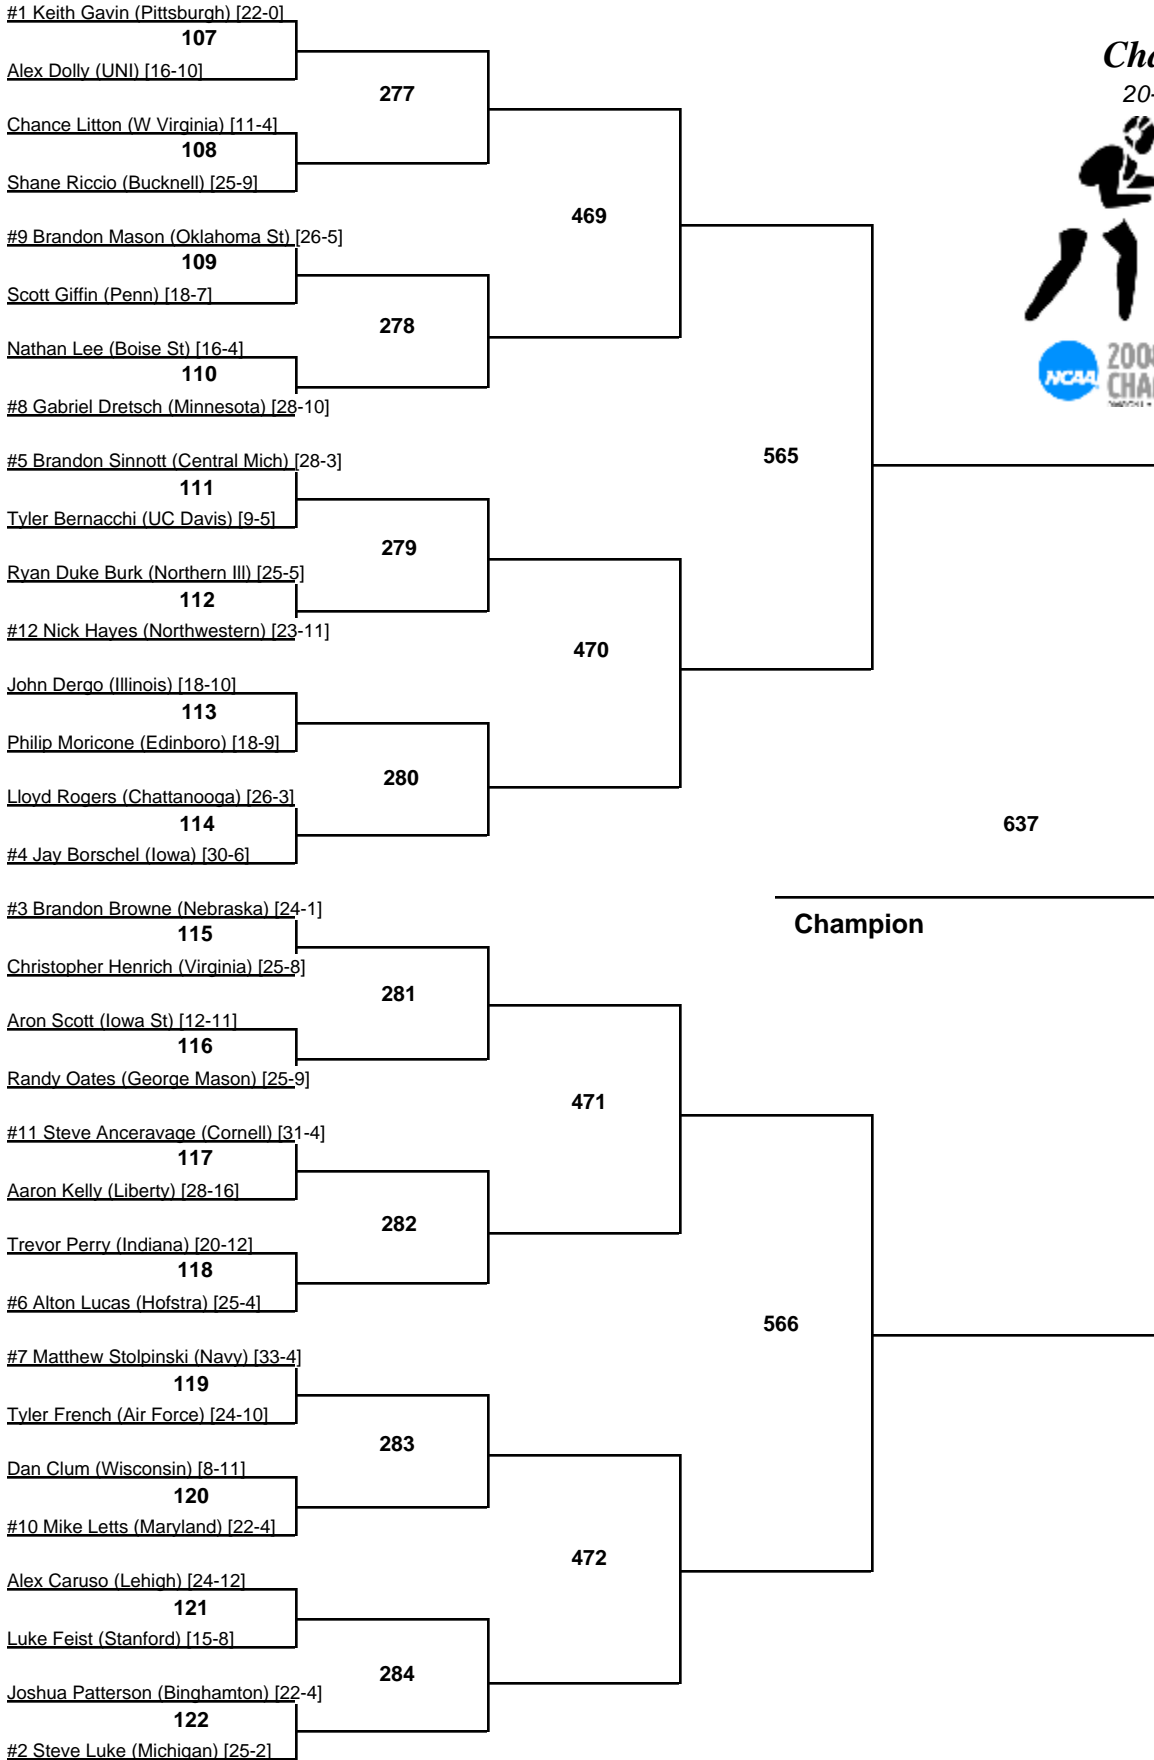 #1 Keith Gavin (Pittsburgh) [22-0]
107
Alex Dolly (UNI) [16-10]
277
Chance Litton (W Virginia) [11-4]
108
Shane Riccio (Bucknell) [25-9]
469
#9 Brandon Mason (Oklahoma St) [26-5]
109
Scott Giffin (Penn) [18-7]
278
Nathan Lee (Boise St) [16-4]
110
#8 Gabriel Dretsch (Minnesota) [28-10]
565
#5 Brandon Sinnott (Central Mich) [28-3]
111
Tyler Bernacchi (UC Davis) [9-5]
279
Ryan Duke Burk (Northern Ill) [25-5]
112
#12 Nick Hayes (Northwestern) [23-11]
470
John Dergo (Illinois) [18-10]
113
Philip Moricone (Edinboro) [18-9]
280
Lloyd Rogers (Chattanooga) [26-3]
114
#4 Jay Borschel (Iowa) [30-6]
637
Champion
#3 Brandon Browne (Nebraska) [24-1]
115
Christopher Henrich (Virginia) [25-8]
281
Aron Scott (Iowa St) [12-11]
116
Randy Oates (George Mason) [25-9]
471
#11 Steve Anceravage (Cornell) [31-4]
117
Aaron Kelly (Liberty) [28-16]
282
Trevor Perry (Indiana) [20-12]
118
#6 Alton Lucas (Hofstra) [25-4]
566
#7 Matthew Stolpinski (Navy) [33-4]
119
Tyler French (Air Force) [24-10]
283
Dan Clum (Wisconsin) [8-11]
120
#10 Mike Letts (Maryland) [22-4]
472
Alex Caruso (Lehigh) [24-12]
121
Luke Feist (Stanford) [15-8]
284
Joshua Patterson (Binghamton) [22-4]
122
#2 Steve Luke (Michigan) [25-2]
Cha
20-
NCAA
200
CHA